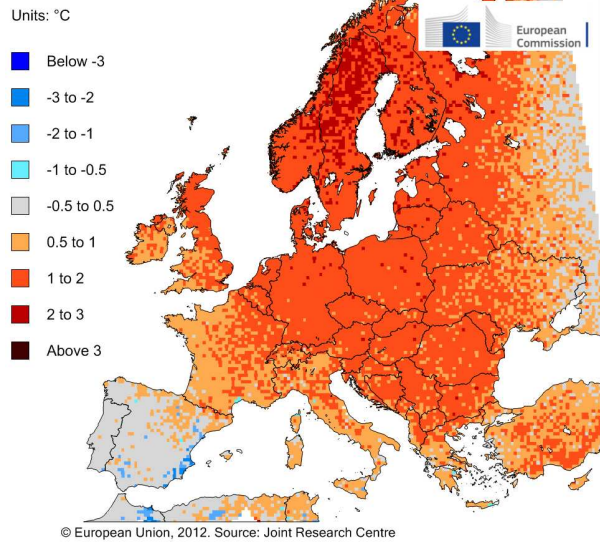 Units: °C
European
Commission
Below -3
-3 to -2
-2 to -1
-1 to -0.5
-0.5 to 0.5
0.5 to 1
1 to 2
2 to 3
Above 3
© European Union, 2012. Source: Joint Research Centre